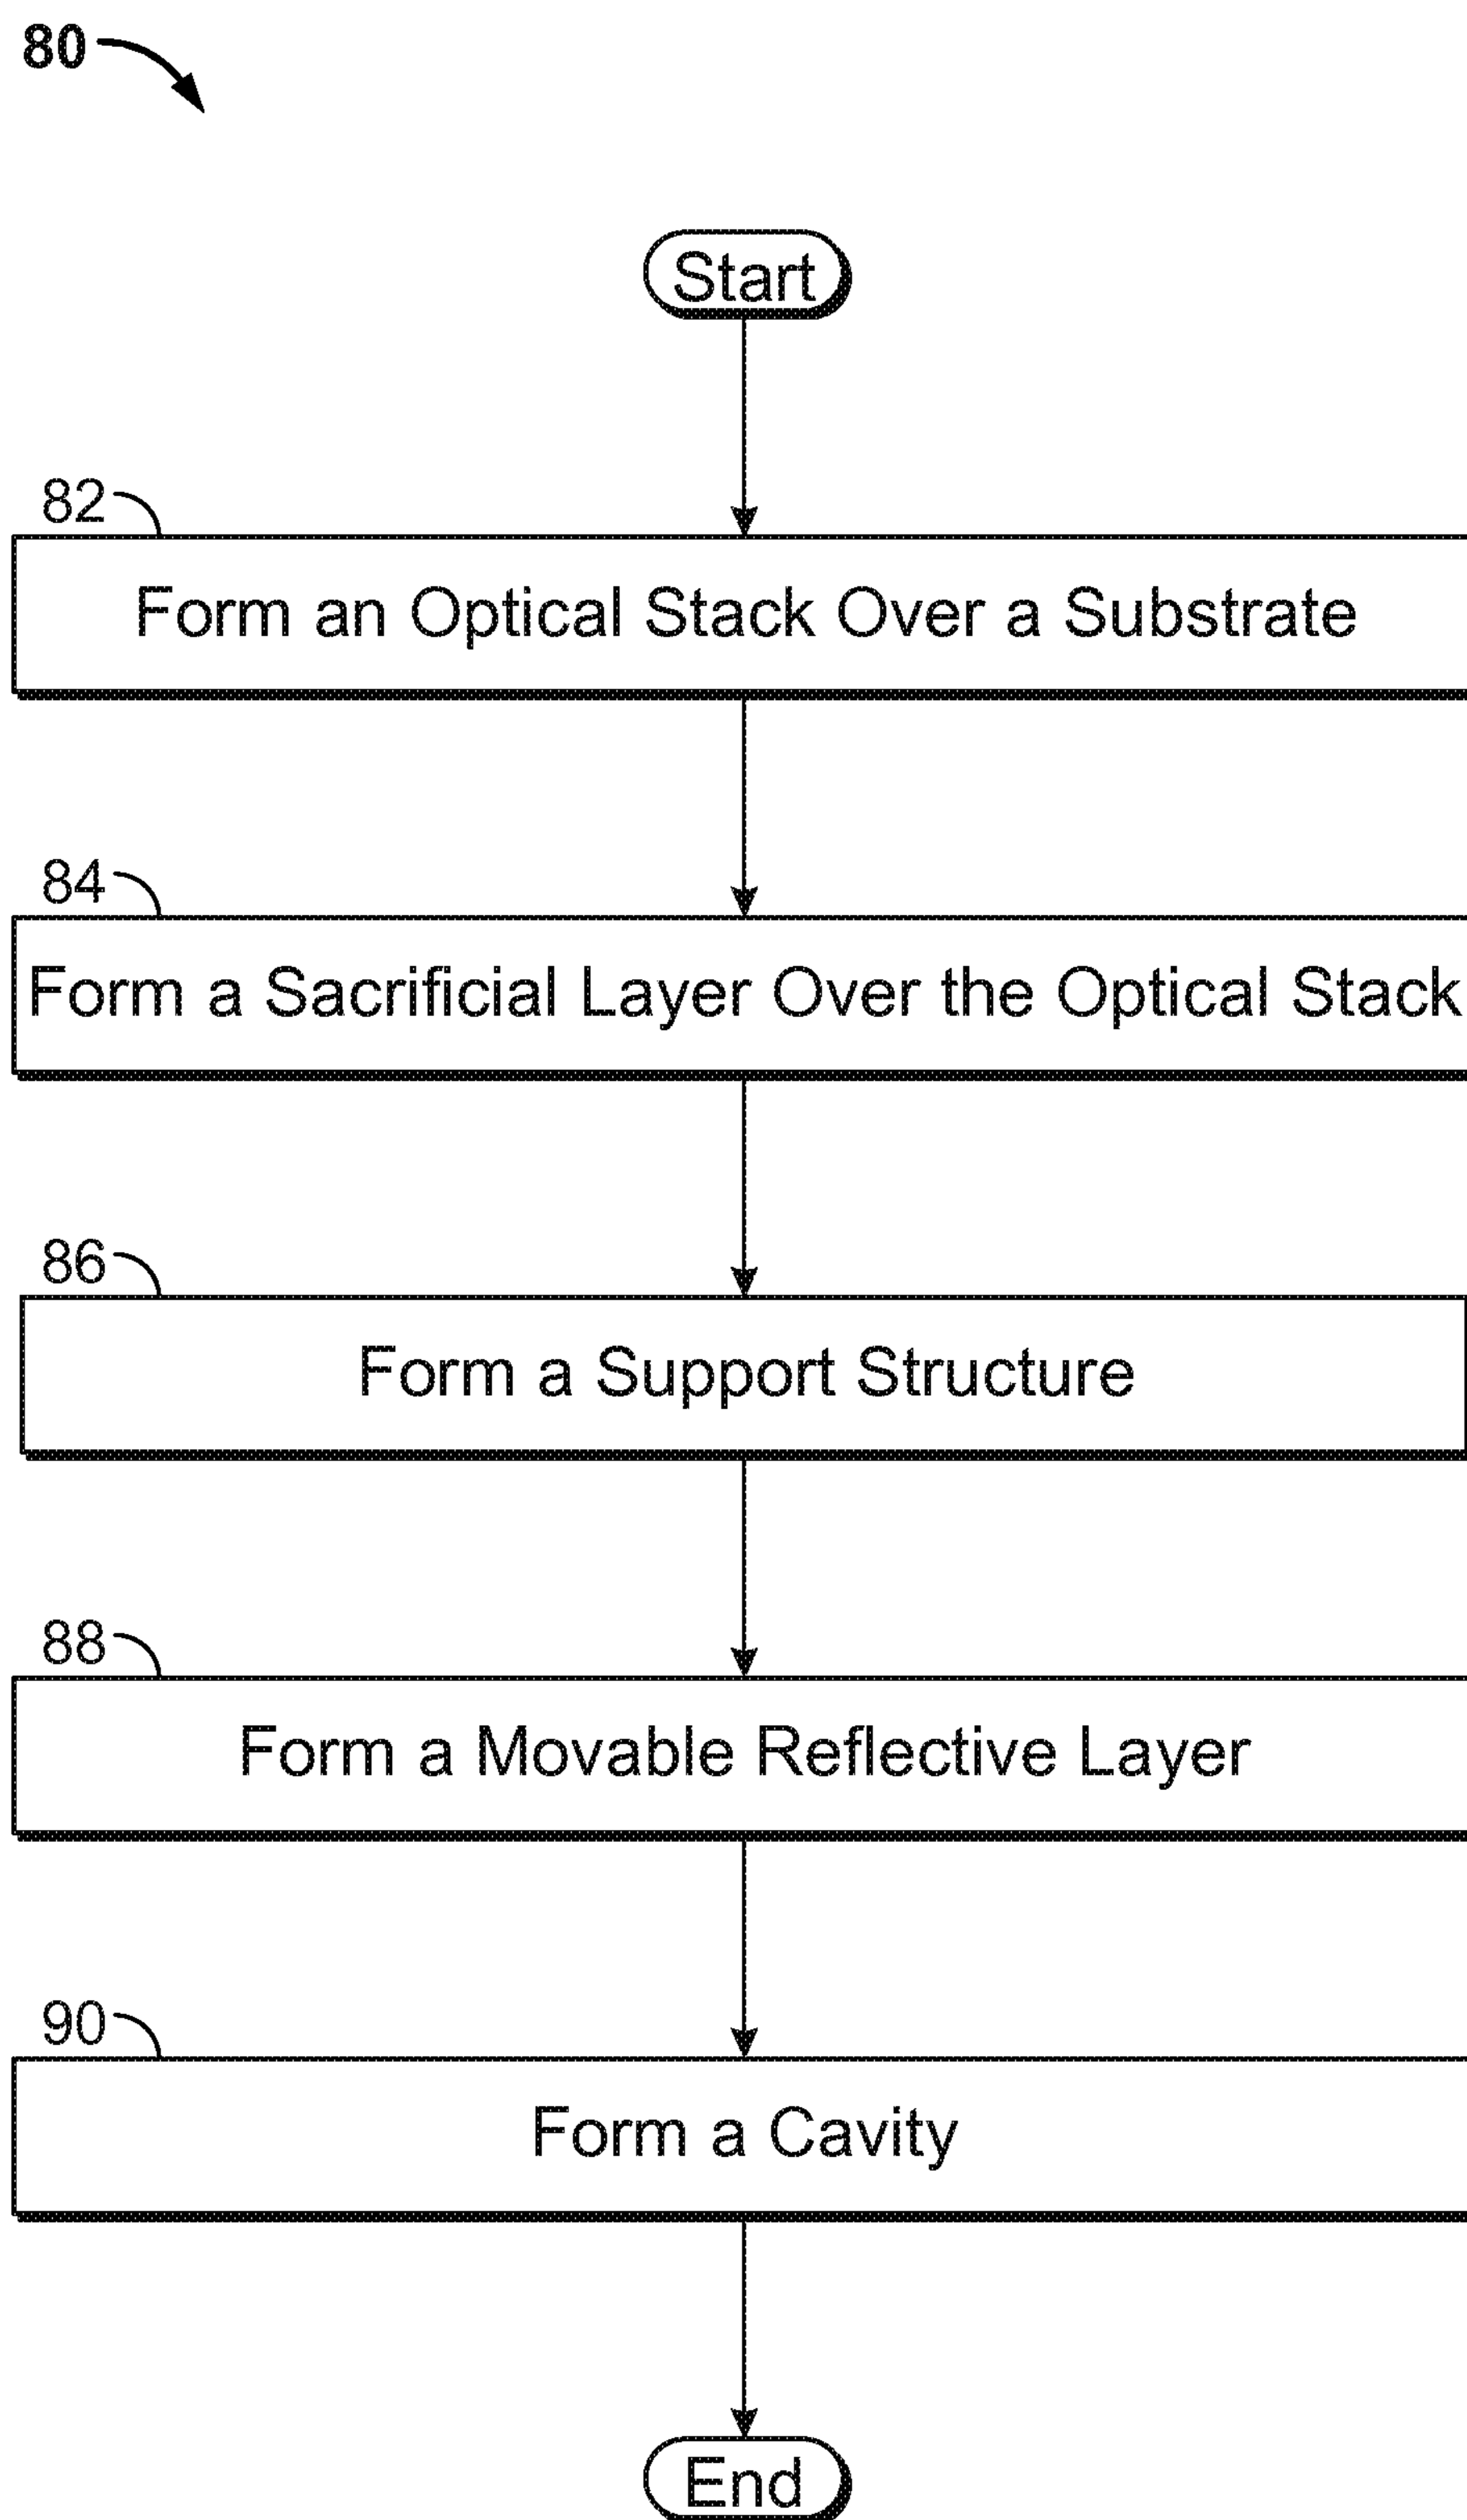 80
Start
82
Form an Optical Stack Over a Substrate
84
Form a Sacrificial Layer Over the Optical Stack
86
Form a Support Structure
88
Form a Movable Reflective Layer
90
Form a Cavity
End